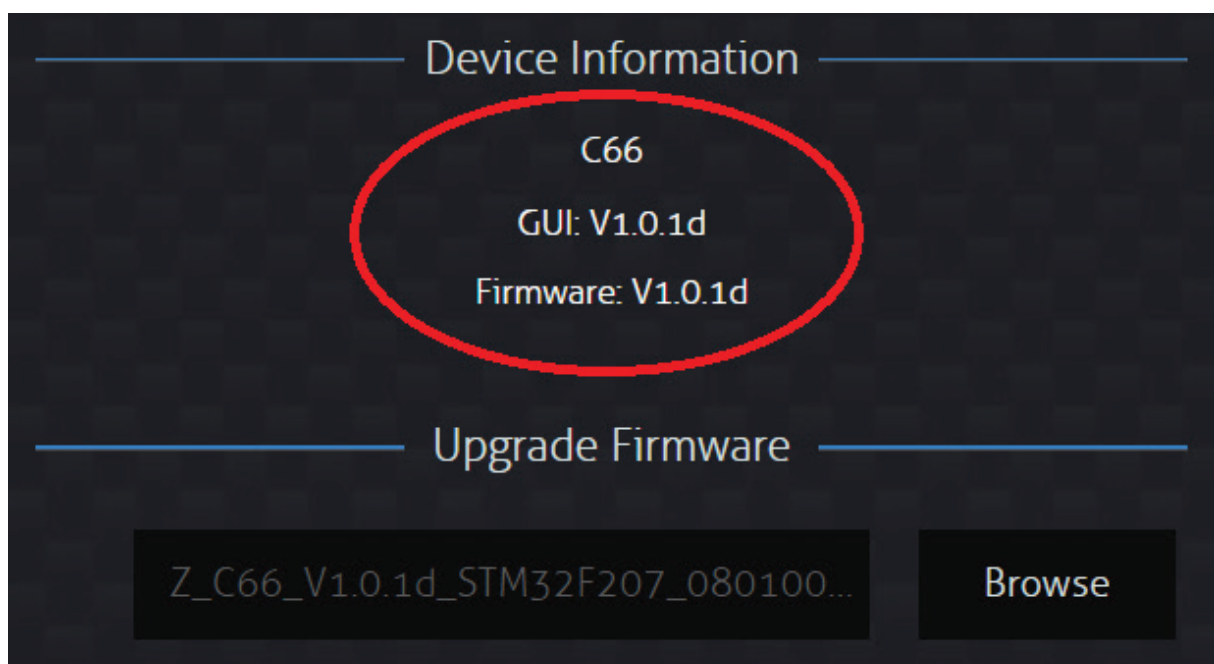 Device Information
C66
GUI: V1.0.1d
Firmware: V1.0.1d
Upgrade Firmware
Z_C66_V1.0.1d_STM32F207_080100...
Browse